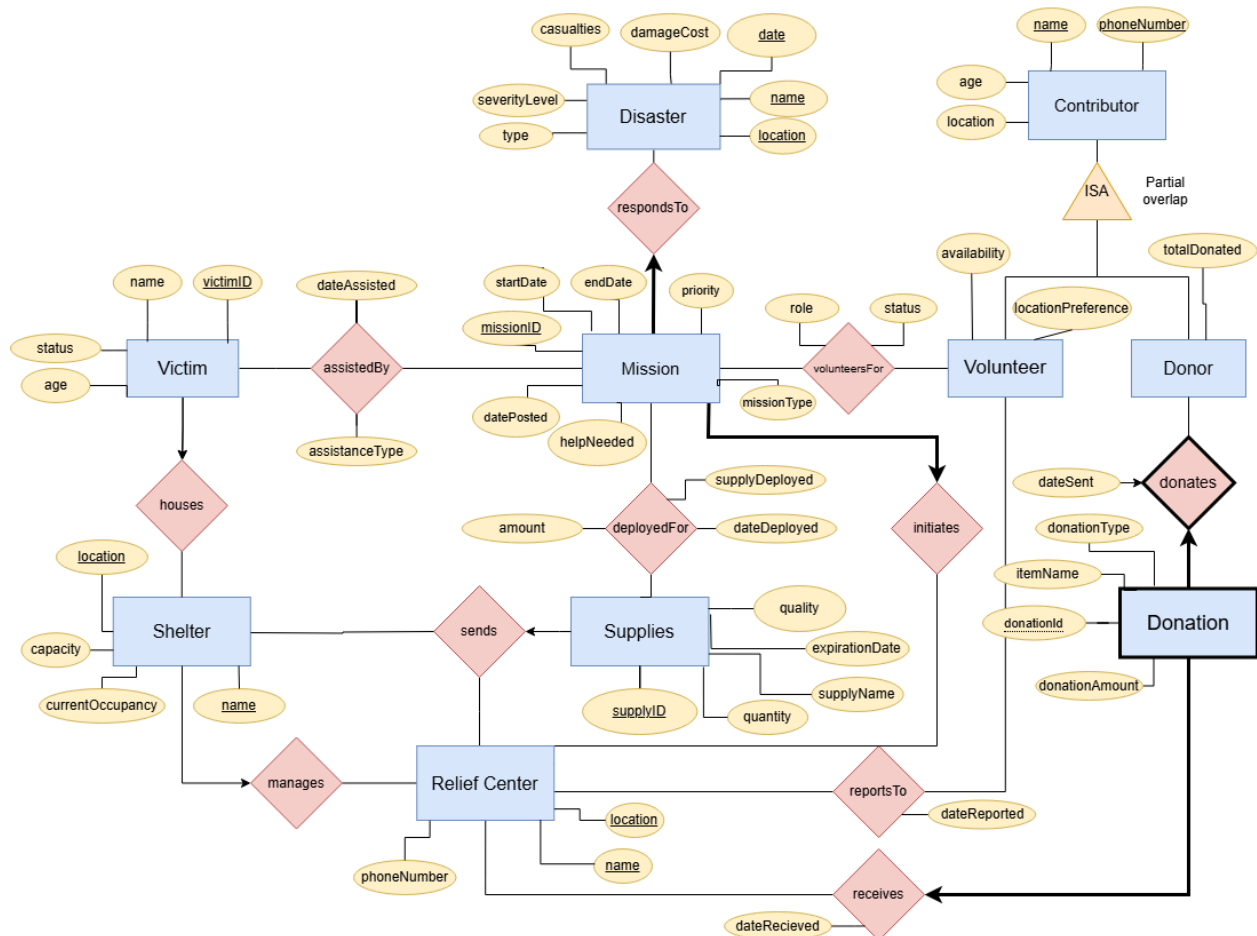 casualties
damageCost
date
name
phoneNumber
severityLevel
Disaster
name
age
Contributor
type
location
location
ISA
Partial
overlap
respondsTo
name
victimID
dateAssisted
startDate
endDate
priority
availability
totalDonated
role
status
locationPreference
missionID
status
Victim
assistedBy
Mission
volunteersFor
Volunteer
Donor
age
datePosted
helpNeeded
missionType
assistanceType
supplyDeployed
dateSent
donates
houses
amount
deployedFor
dateDeployed
initiates
donationType
location
itemName
quality
Shelter
sends
Supplies
donationId
Donation
capacity
expirationDate
currentOccupancy
name
supplyName
donationAmount
supplyID
quantity
manages
Relief Center
reportsTo
location
dateReported
phoneNumber
name
receives
dateRecieved